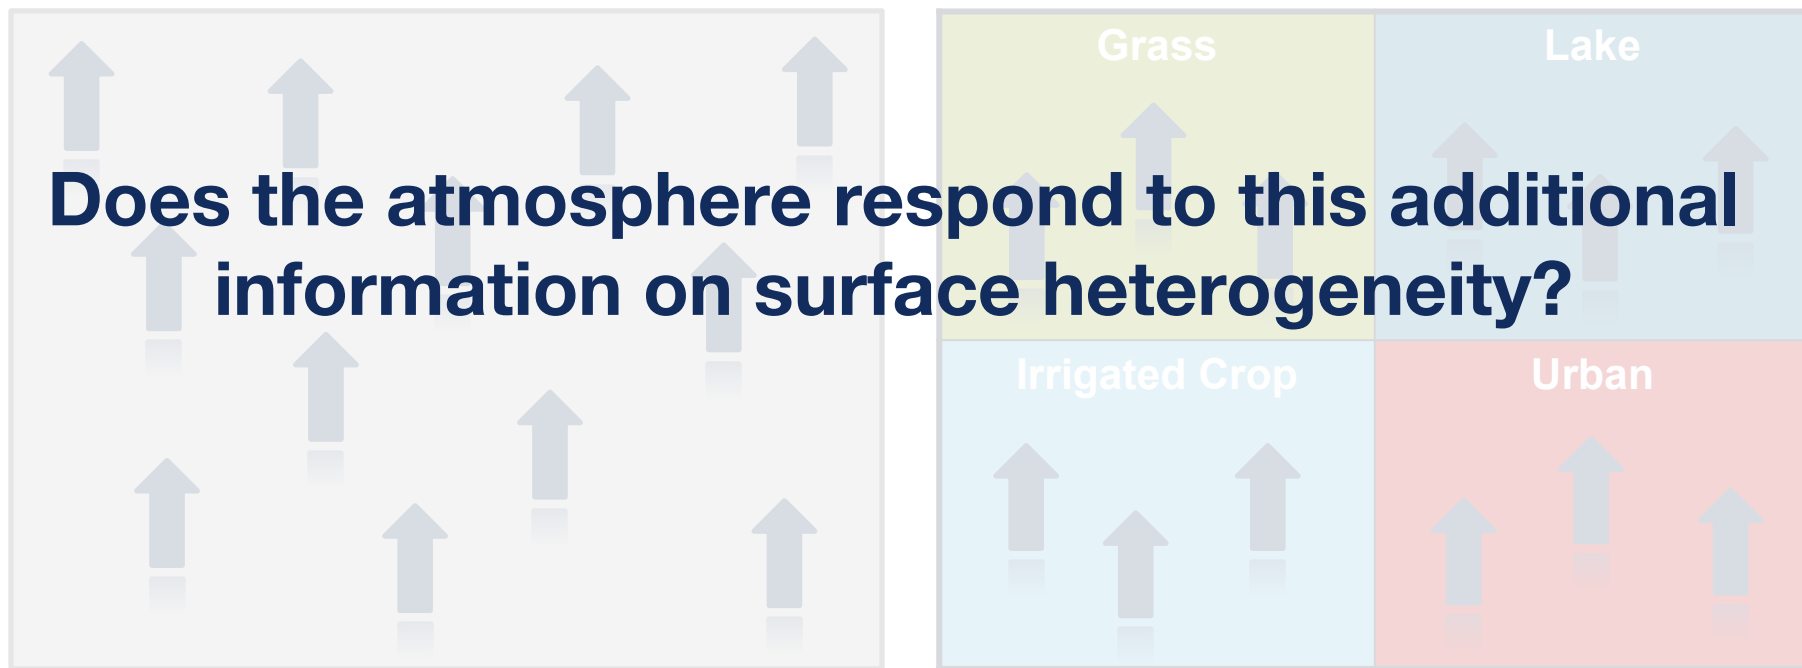 Grass
Lake
Does the atmosphere respond to this additional
information on surface heterogeneity?
Irrigated Crop
Urban